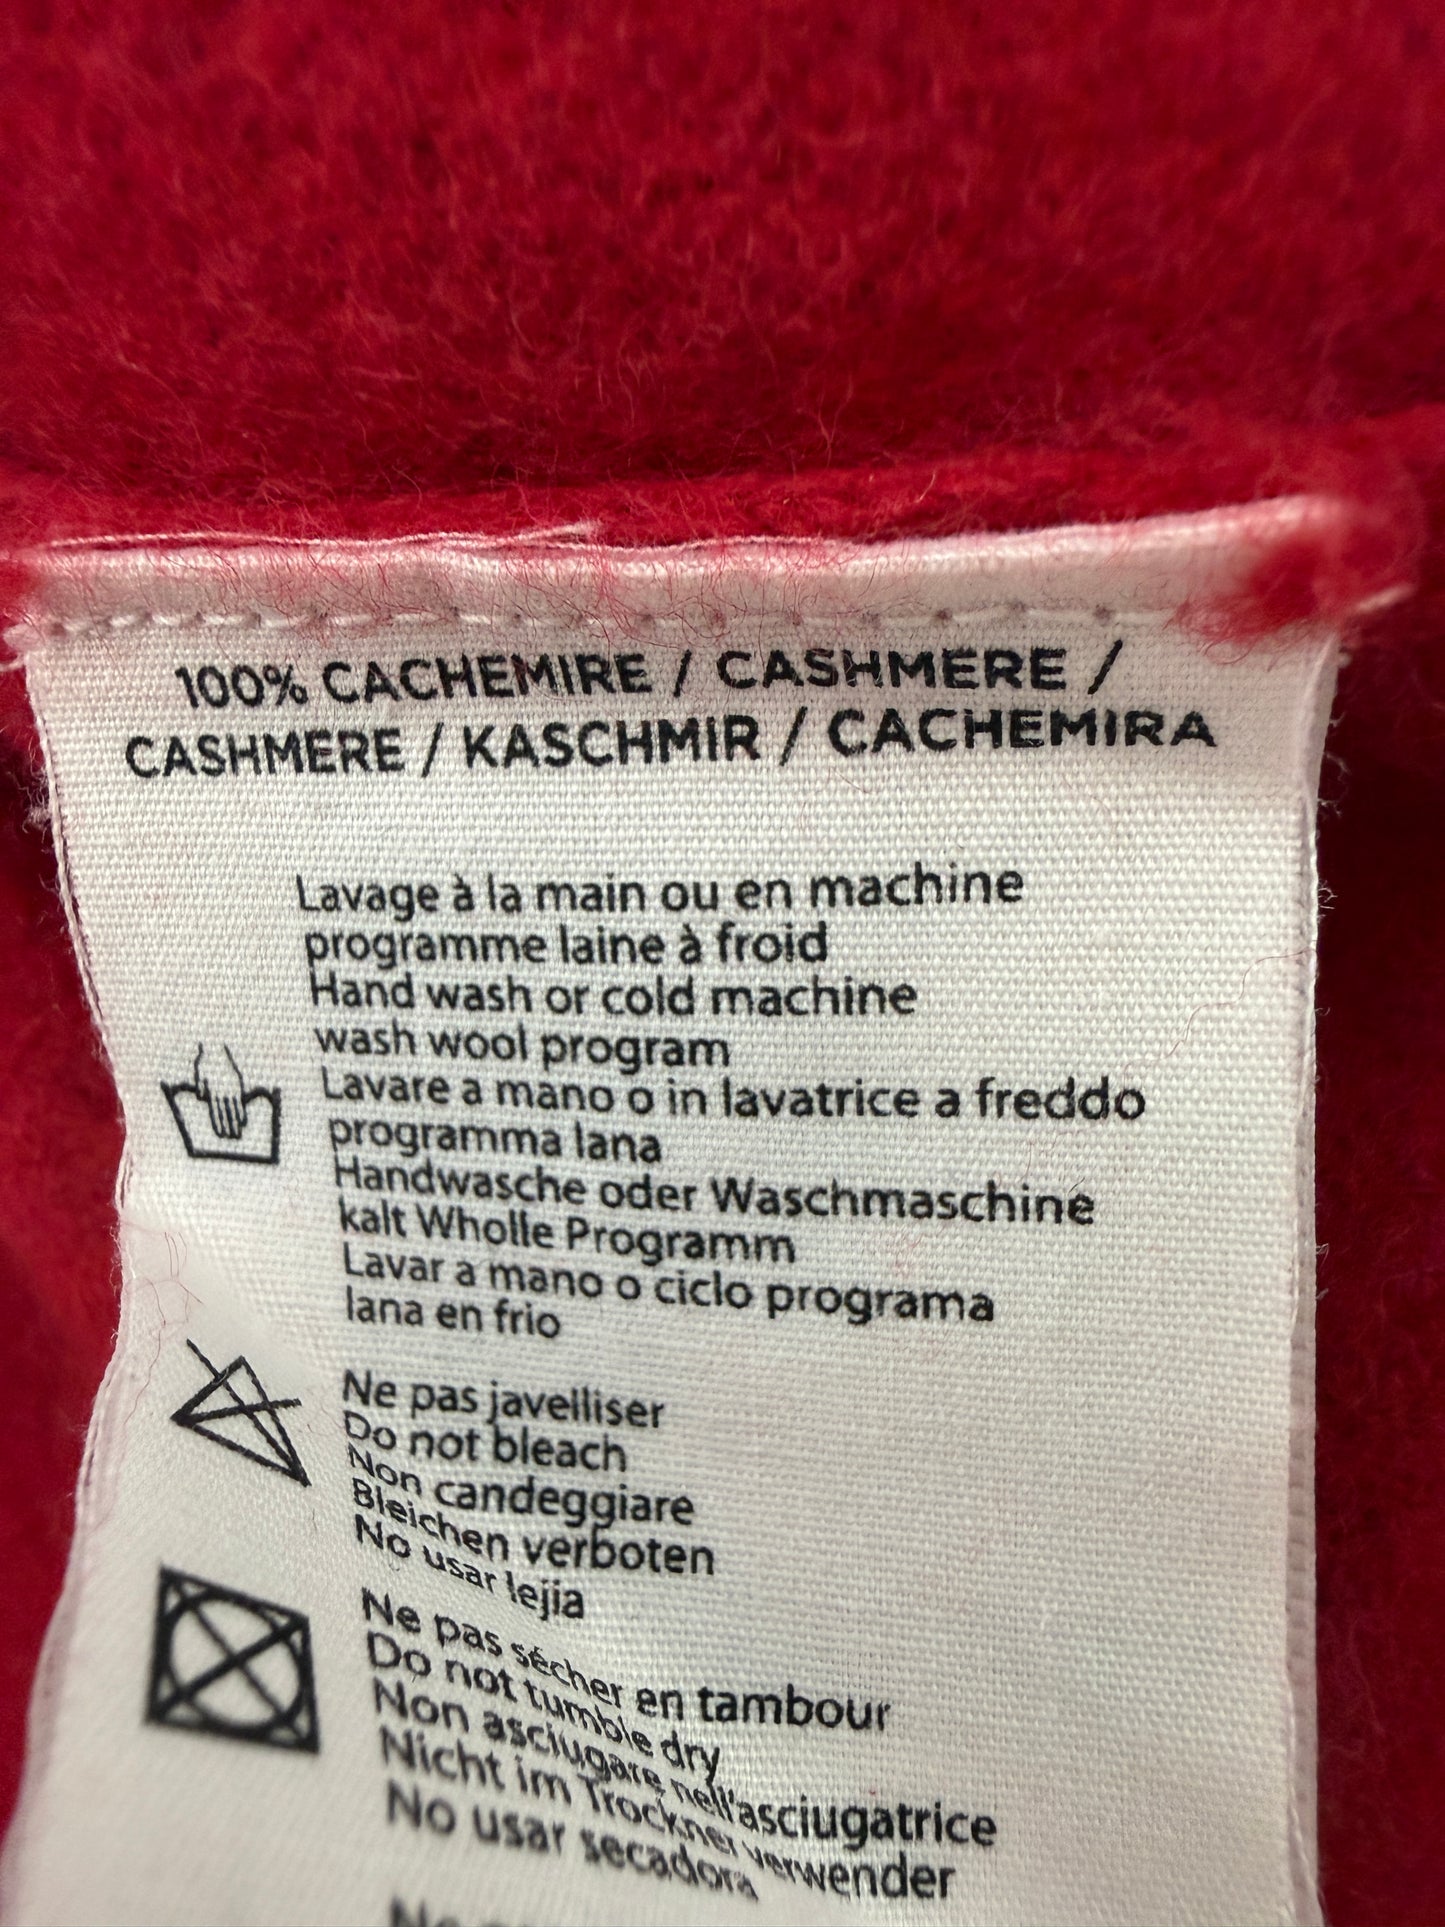 100% CACHEMIRE / CASHMERE /
CASHMERE / KASCHMIR / CACHEMIRA
Lavage à la main ou en machine
programme laine à froid
Hand wash or cold machine
wash wool program
Lavare a mano o in lavatrice a freddo
programma lana
Handwasche oder Waschmaschine
kalt Wholle Programm
Lavar a mano o ciclo programa
lana en frio
Ne pas javelliser
Do not bleach
Non candeggiare
Bleichen verboten
No usar lejia
Ne pas sécher en tambour
Do not tumble dry
Non asciugare nell'asciugatrice
Nicht im Trockner verwenden
No usar secadora